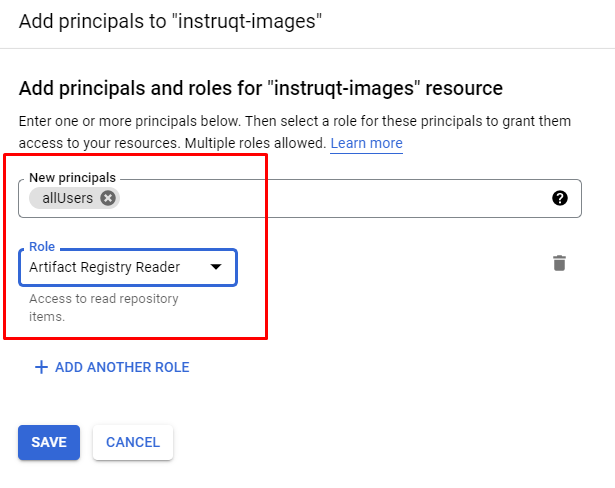 Add principals to "instruqt-images"
Add principals and roles for "instruqt-images" resource
Enter one or more principals below. Then select a role for these principals to grant them
access to your resources. Multiple roles allowed. Learn more
New principals
allUsers
Role
Artifact Registry Reader
Access to read repository
items.
+ ADD ANOTHER ROLE
SAVE CANCEL